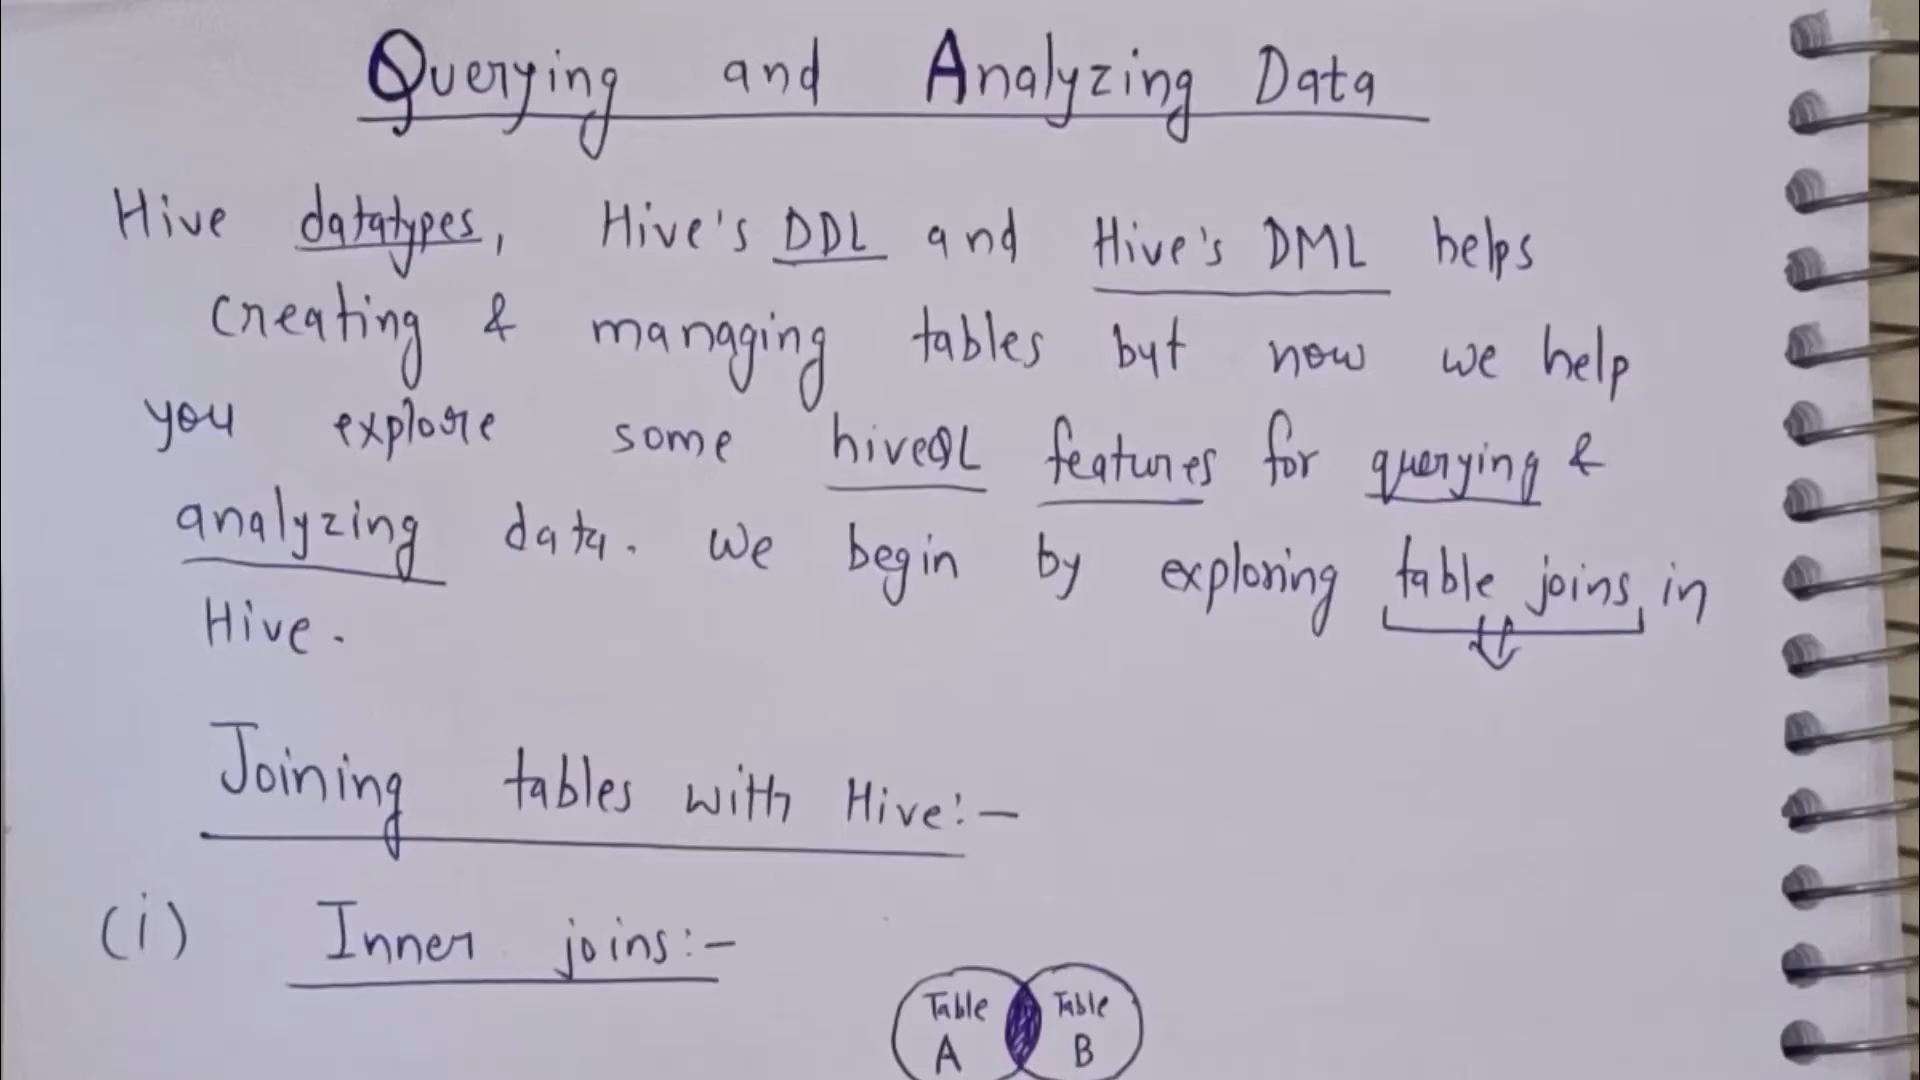 Querying and Analyzing Data
Hive datatypes, Hive's DDL and Hive's DML helps
creating & managing tables but now we help
you explore some hiveQL features for querying &
analyzing data. We begin by exploring table joins in
Hive.
Joining tables with Hive:-
(i) Inner joins:-
Table Table
A B